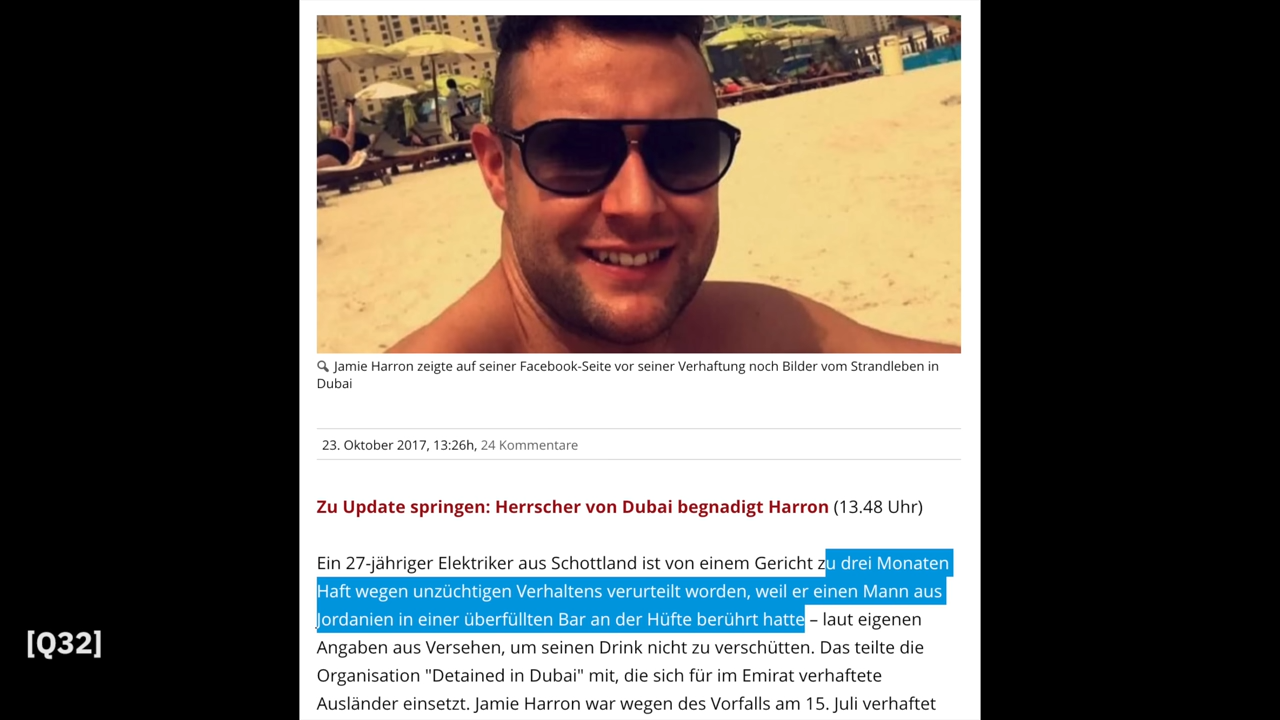 Jamie Harron zeigte auf seiner Facebook-Seite vor seiner Verhaftung noch Bilder vom Strandleben in
Dubai
23. Oktober 2017, 13:26h, 24 Kommentare
Zu Update springen: Herrscher von Dubai begnadigt Harron (13.48 Uhr)
Ein 27-jähriger Elektriker aus Schottland ist von einem Gericht zu drei Monaten
Haft wegen unzüchtigen Verhaltens verurteilt worden, weil er einen Mann aus
Jordanien in einer überfüllten Bar an der Hüfte berührt hatte – laut eigenen
Angaben aus Versehen, um seinen Drink nicht zu verschütten. Das teilte die
Organisation "Detained in Dubai" mit, die sich für im Emirat verhaftete
Ausländer einsetzt. Jamie Harron war wegen des Vorfalls am 15. Juli verhaftet
[Q32]